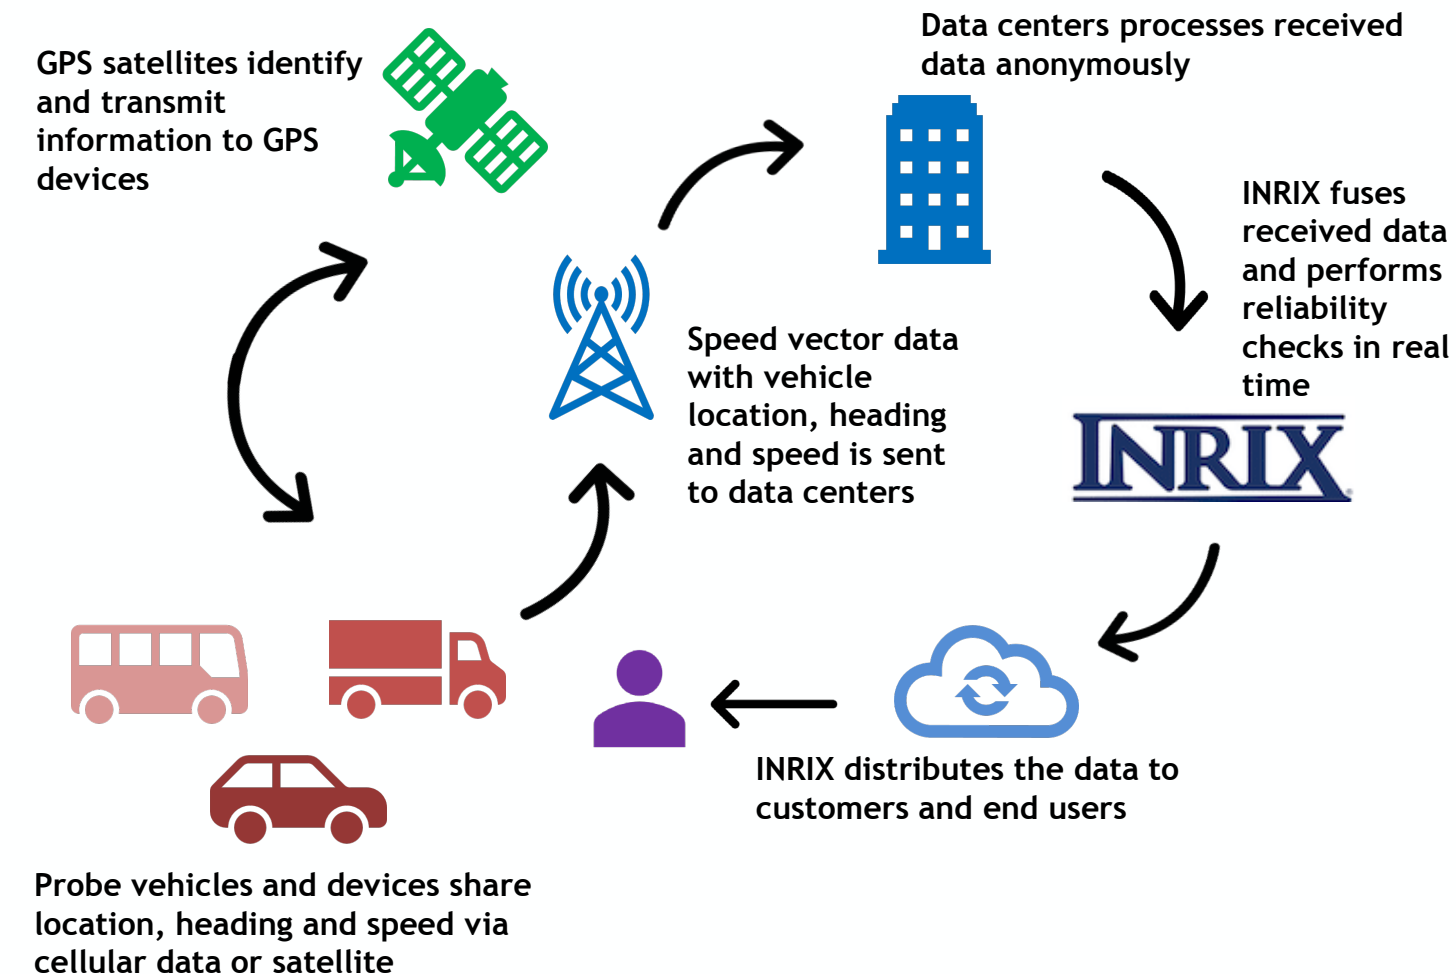 GPS satellites identify
and transmit
information to GPS
devices
Data centers processes received
data anonymously
INRIX fuses
received data
and performs
reliability
checks in real
time
Speed vector data
with vehicle
location, heading
and speed is sent
to data centers
INRIX
INRIX distributes the data to
customers and end users
Probe vehicles and devices share
location, heading and speed via
cellular data or satellite